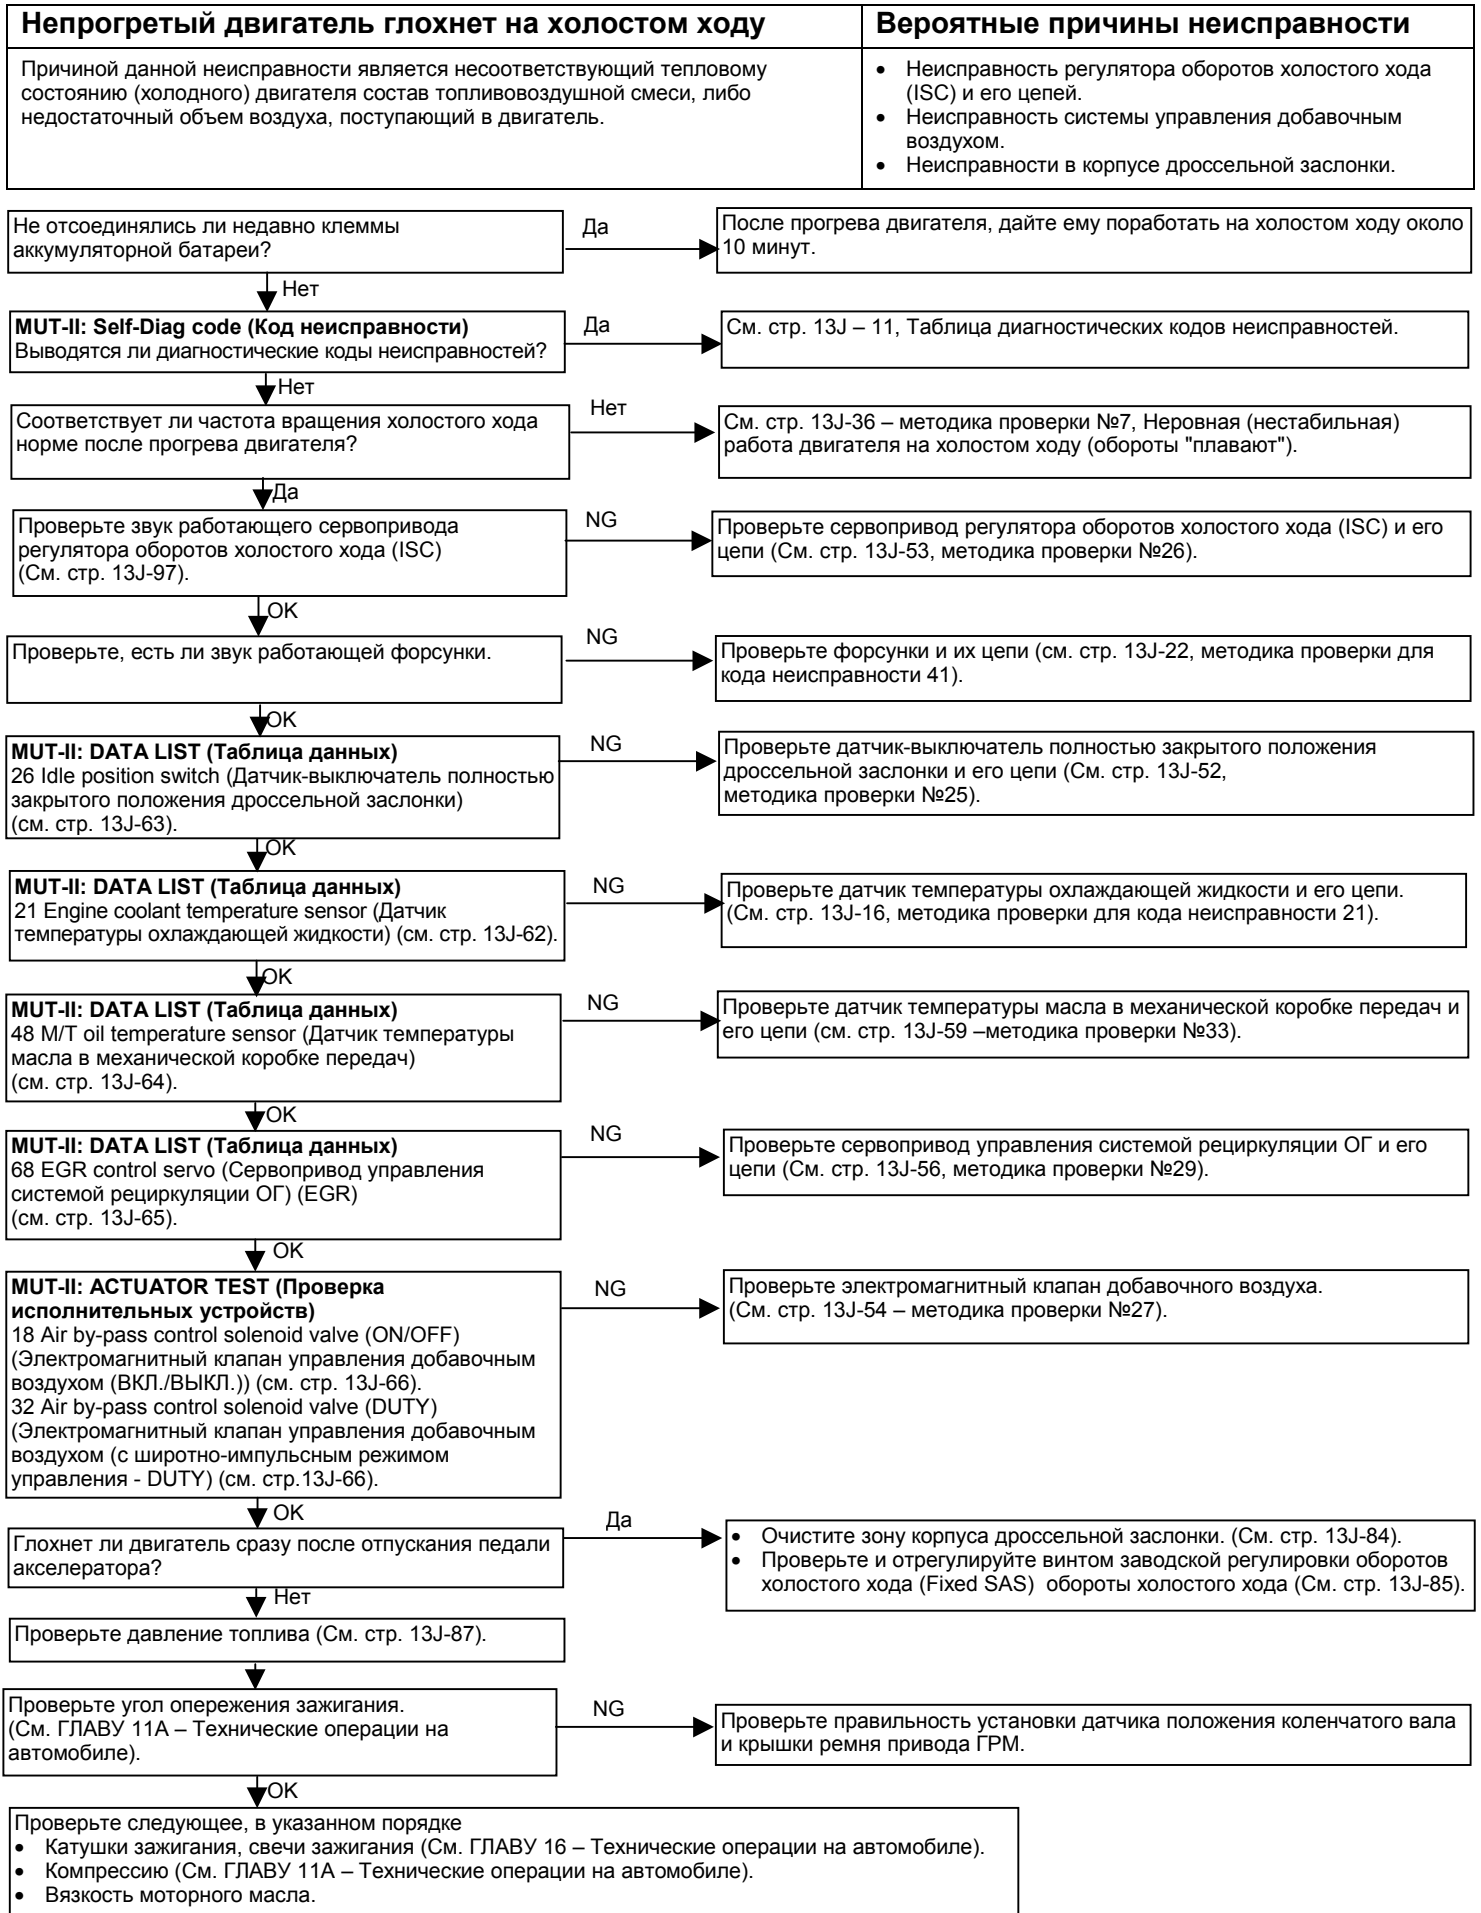 Непрогретый двигатель глохнет на холостом ходу
Вероятные причины неисправности
Причиной данной неисправности является несоответствующий тепловому
состоянию (холодного) двигателя состав топливовоздушной смеси, либо
недостаточный объем воздуха, поступающий в двигатель.
• Неисправность регулятора оборотов холостого хода
(ISC) и его цепей.
• Неисправность системы управления добавочным
воздухом.
• Неисправности в корпусе дроссельной заслонки.
Не отсоединялись ли недавно клеммы
аккумуляторной батареи?
Да
После прогрева двигателя, дайте ему поработать на холостом ходу около
10 минут.
Нет
MUT-II: Self-Diag code (Код неисправности)
Выводятся ли диагностические коды неисправностей?
Да
См. стр. 13J – 11, Таблица диагностических кодов неисправностей.
Нет
Соответствует ли частота вращения холостого хода
норме после прогрева двигателя?
Нет
См. стр. 13J-36 – методика проверки №7, Неровная (нестабильная)
работа двигателя на холостом ходу (обороты "плавают").
Да
Проверьте звук работающего сервопривода
регулятора оборотов холостого хода (ISC)
(См. стр. 13J-97).
NG
Проверьте сервопривод регулятора оборотов холостого хода (ISC) и его
цепи (См. стр. 13J-53, методика проверки №26).
OK
Проверьте, есть ли звук работающей форсунки.
NG
Проверьте форсунки и их цепи (см. стр. 13J-22, методика проверки для
кода неисправности 41).
OK
MUT-II: DATA LIST (Таблица данных)
26 Idle position switch (Датчик-выключатель полностью
закрытого положения дроссельной заслонки)
(см. стр. 13J-63).
NG
Проверьте датчик-выключатель полностью закрытого положения
дроссельной заслонки и его цепи (См. стр. 13J-52,
методика проверки №25).
OK
MUT-II: DATA LIST (Таблица данных)
21 Engine coolant temperature sensor (Датчик
температуры охлаждающей жидкости) (см. стр. 13J-62).
NG
Проверьте датчик температуры охлаждающей жидкости и его цепи.
(См. стр. 13J-16, методика проверки для кода неисправности 21).
OK
MUT-II: DATA LIST (Таблица данных)
48 M/T oil temperature sensor (Датчик температуры
масла в механической коробке передач)
(см. стр. 13J-64).
NG
Проверьте датчик температуры масла в механической коробке передач и
его цепи (см. стр. 13J-59 –методика проверки №33).
OK
MUT-II: DATA LIST (Таблица данных)
68 EGR control servo (Сервопривод управления
системой рециркуляции ОГ) (EGR)
(см. стр. 13J-65).
NG
Проверьте сервопривод управления системой рециркуляции ОГ и его
цепи (См. стр. 13J-56, методика проверки №29).
OK
MUT-II: ACTUATOR TEST (Проверка
исполнительных устройств)
18 Air by-pass control solenoid valve (ON/OFF)
(Электромагнитный клапан управления добавочным
воздухом (ВКЛ./ВЫКЛ.)) (см. стр. 13J-66).
32 Air by-pass control solenoid valve (DUTY)
(Электромагнитный клапан управления добавочным
воздухом (с широтно-импульсным режимом
управления - DUTY) (см. стр.13J-66).
NG
Проверьте электромагнитный клапан добавочного воздуха.
(См. стр. 13J-54 – методика проверки №27).
OK
Глохнет ли двигатель сразу после отпускания педали
акселератора?
Да
• Очистите зону корпуса дроссельной заслонки. (См. стр. 13J-84).
• Проверьте и отрегулируйте винтом заводской регулировки оборотов
холостого хода (Fixed SAS) обороты холостого хода (См. стр. 13J-85).
Нет
Проверьте давление топлива (См. стр. 13J-87).
Проверьте угол опережения зажигания.
(См. ГЛАВУ 11А – Технические операции на
автомобиле).
NG
Проверьте правильность установки датчика положения коленчатого вала
и крышки ремня привода ГРМ.
OK
Проверьте следующее, в указанном порядке
• Катушки зажигания, свечи зажигания (См. ГЛАВУ 16 – Технические операции на автомобиле).
• Компрессию (См. ГЛАВУ 11А – Технические операции на автомобиле).
• Вязкость моторного масла.